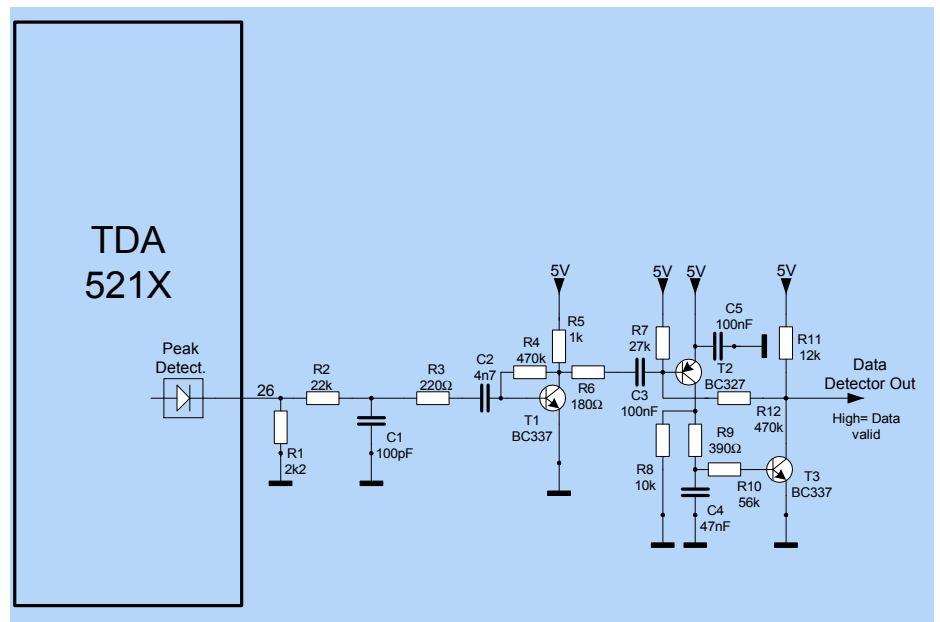 TDA
521X
Peak
Detect.
26
R1
2k2
R2
22k
C1
100pF
R3
220Ω
C2
4n7
R4
470k
5V
R5
1k
T1
BC337
R6
180Ω
C3
100nF
5V
R7
27k
5V
C5
100nF
T2
BC327
R8
10k
R9
390Ω
C4
47nF
R10
56k
R12
470k
5V
R11
12k
T3
BC337
Data
Detector Out
High= Data
valid